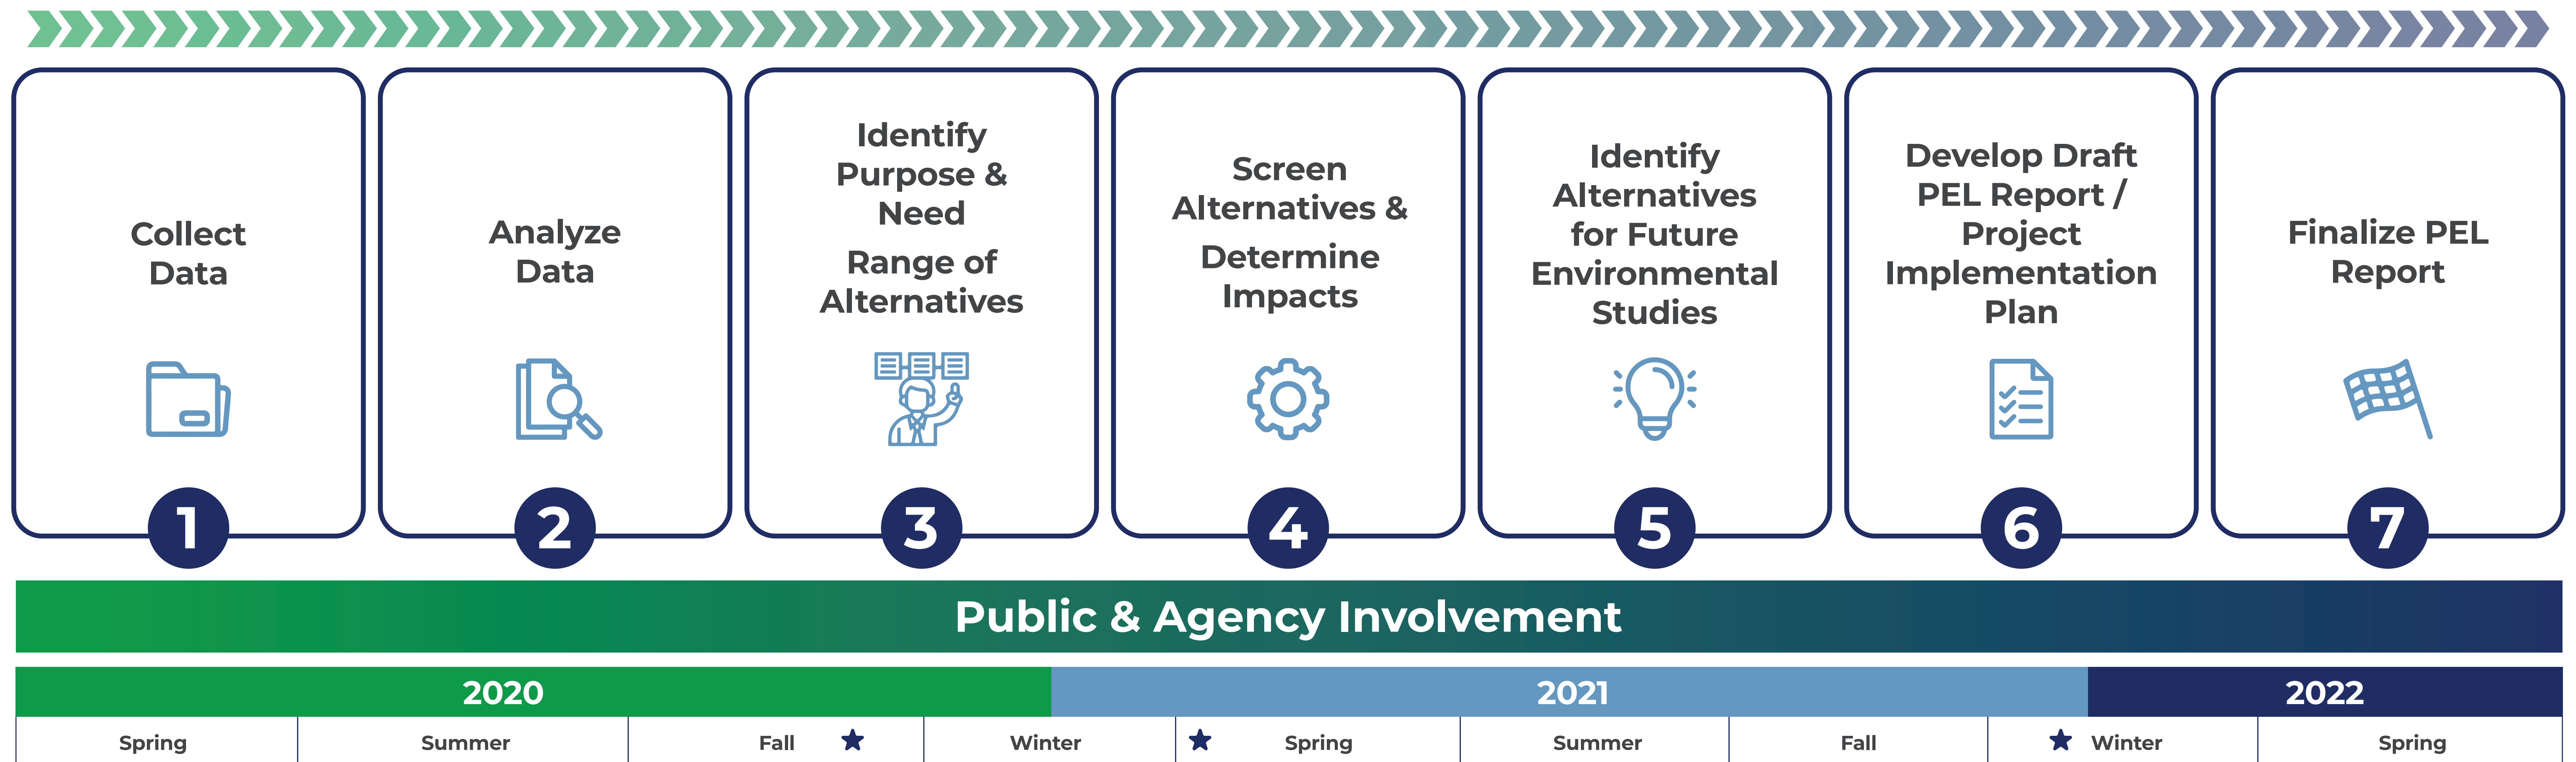 Collect
Data
1
Analyze
Data
2
Identify
Purpose &
Need
Range of
Alternatives
3
Screen
Alternatives &
Determine
Impacts
4
Identify
Alternatives
for Future
Environmental
Studies
5
Develop Draft
PEL Report /
Project
Implementation
Plan
6
Finalize PEL
Report
7
Public & Agency Involvement
2020 2021 2022
Spring Summer Fall ★ Winter ★ Spring Summer Fall ★ Winter Spring